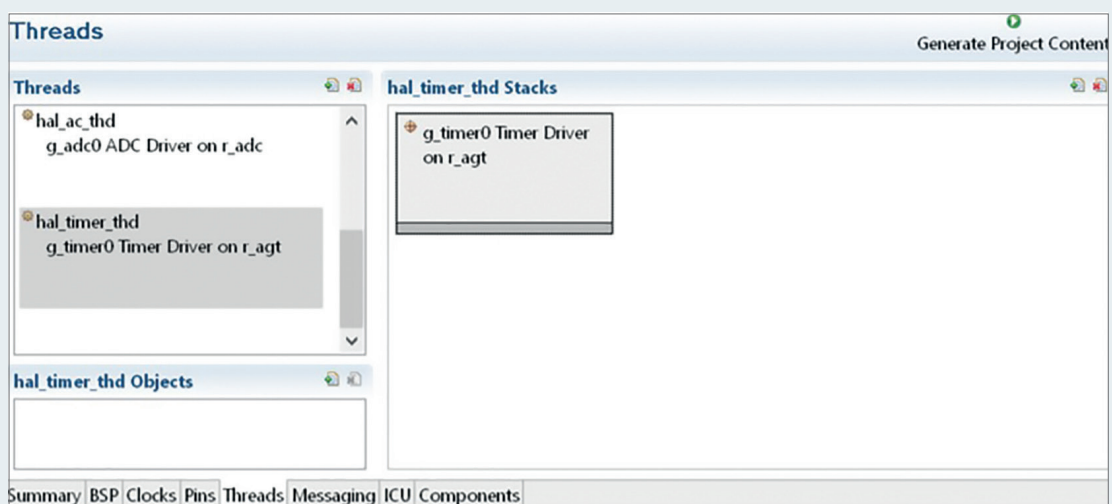 Threads
Generate Project Content
Threads
hal_ac_thd
g_adc0 ADC Driver on r_adc
hal_timer_thd
g_timer0 Timer Driver on r_agt
hal_timer_thd Objects
hal_timer_thd Stacks
g_timer0 Timer Driver
on r_agt
Summary BSP Clocks Pins Threads Messaging ICU Components